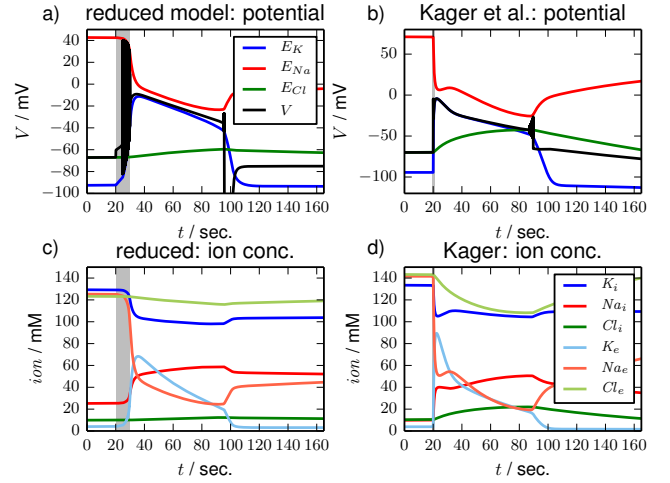 a) reduced model: potential
b) Kager et al.: potential
40
20
0
−20
−40
−60
−80
−100
V / mV
E_K
E_Na
E_Cl
V
0 20 40 60 80 100 120 140 160
t / sec.
50
0
−50
−100
V / mV
0 20 40 60 80 100 120 140 160
t / sec.
c) reduced: ion conc.
d) Kager: ion conc.
140
120
100
80
60
40
20
0
ion / mM
0 20 40 60 80 100 120 140 160
t / sec.
140
120
100
80
60
40
20
0
ion / mM
K_i
Na_i
Cl_i
K_e
Na_e
Cl_e
0 20 40 60 80 100 120 140 160
t / sec.